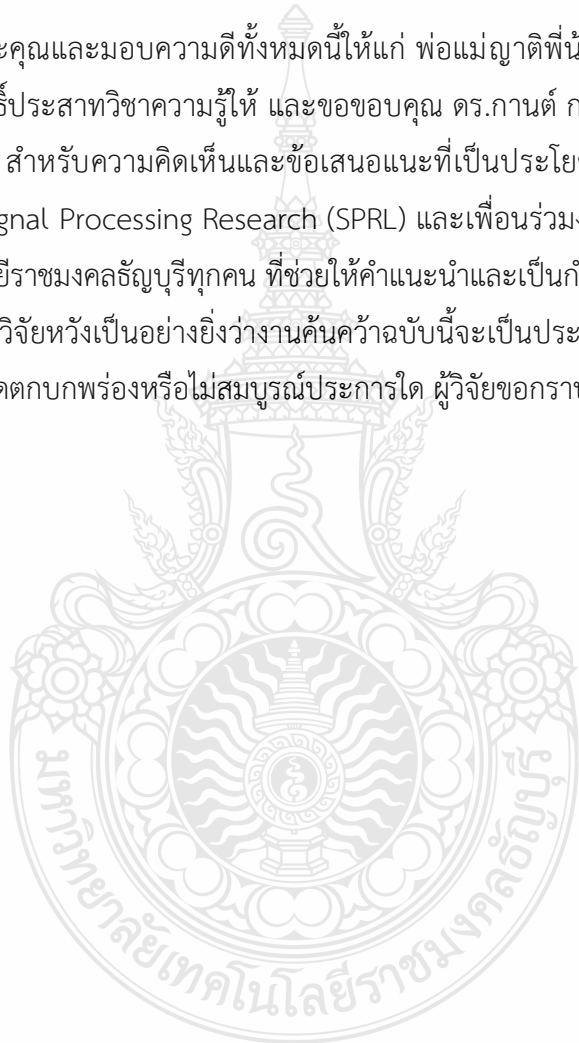 ะคุณและมอบความดีทั้งหมดนี้ให้แก่ พ่อแม่ญาติพี่น้
ธิ์ประสาทวิชาความรู้ให้ และขอขอบคุณ ดร.กานต์ ก
สำหรับความคิดเห็นและข้อเสนอแนะที่เป็นประโยช
gnal Processing Research (SPRL) และเพื่อนร่วมง
ยีราชมงคลธัญบุรีทุกคน ที่ช่วยให้คำแนะนำและเป็นกำ
วิจัยหวังเป็นอย่างยิ่งว่างานค้นคว้าฉบับนี้จะเป็นประ
ดตกบกพร่องหรือไม่สมบูรณ์ประการใด ผู้วิจัยขอกราบ
มหาวิทยาลัยเทคโนโลยีราชมงคลธัญบุรี